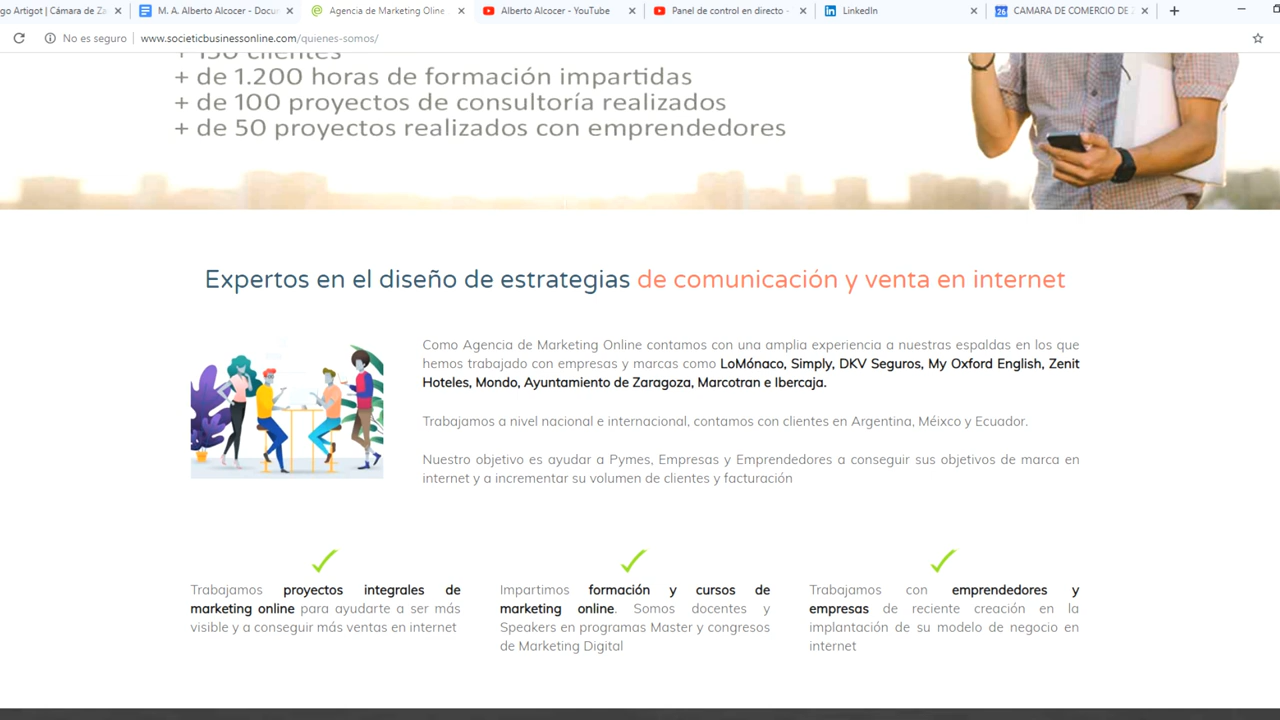 go Artigot | Cámara de Za
M. A. Alberto Alcocer - Docu
Agencia de Marketing Oline
Alberto Alcocer - YouTube
Panel de control en directo -
LinkedIn
26 CAMARA DE COMERCIO DE
No es seguro www.societicbusinessonline.com/quienes-somos/
+ 150 clientes
+ de 1.200 horas de formación impartidas
+ de 100 proyectos de consultoría realizados
+ de 50 proyectos realizados con emprendedores
Expertos en el diseño de estrategias de comunicación y venta en internet
Como Agencia de Marketing Online contamos con una amplia experiencia a nuestras espaldas en los que
hemos trabajado con empresas y marcas como LoMónaco, Simply, DKV Seguros, My Oxford English, Zenit
Hoteles, Mondo, Ayuntamiento de Zaragoza, Marcotran e Ibercaja.
Trabajamos a nivel nacional e internacional, contamos con clientes en Argentina, Méixco y Ecuador.
Nuestro objetivo es ayudar a Pymes, Empresas y Emprendedores a conseguir sus objetivos de marca en
internet y a incrementar su volumen de clientes y facturación
Trabajamos proyectos integrales de
marketing online para ayudarte a ser más
visible y a conseguir más ventas en internet
Impartimos formación y cursos de
marketing online. Somos docentes y
Speakers en programas Master y congresos
de Marketing Digital
Trabajamos con emprendedores y
empresas de reciente creación en la
implantación de su modelo de negocio en
internet